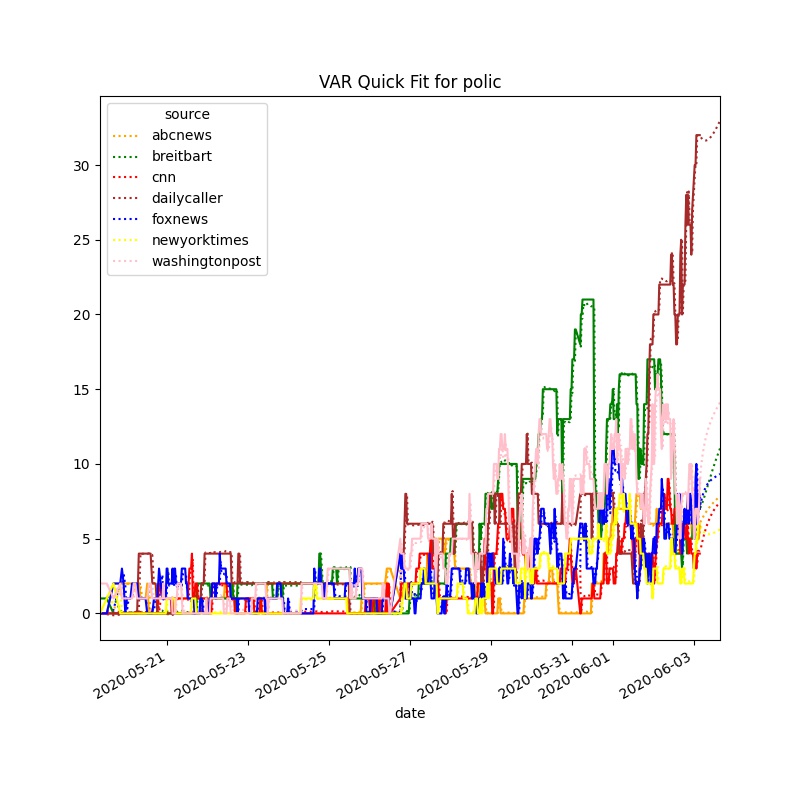 VAR Quick Fit for polic
source
abcnews
breitbart
cnn
dailycaller
foxnews
newyorktimes
washingtonpost
30
25
20
15
10
5
0
2020-05-21
2020-05-23
2020-05-25
2020-05-27
2020-05-29
2020-05-31
2020-06-01
2020-06-03
date